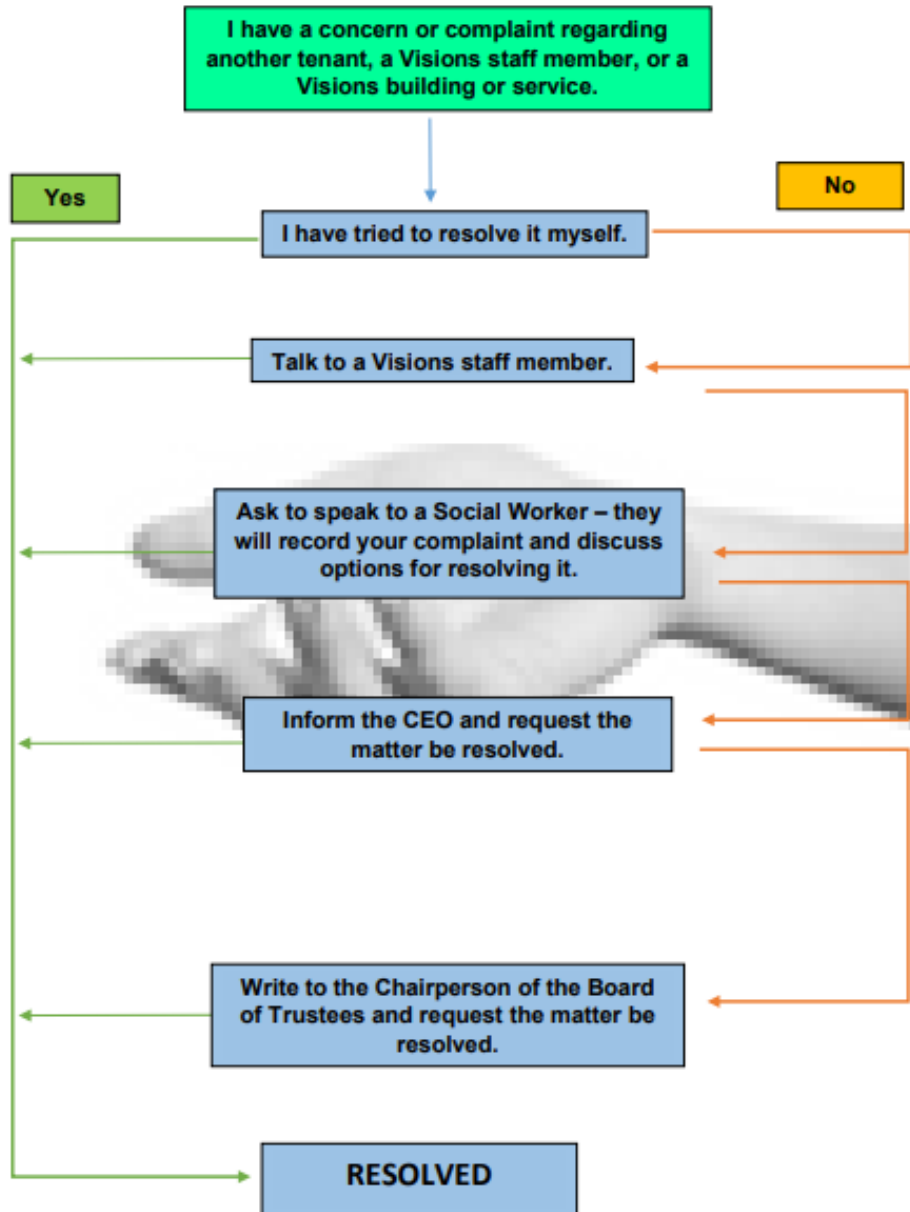 I have a concern or complaint regarding
another tenant, a Visions staff member, or a
Visions building or service.
Yes
No
I have tried to resolve it myself.
Talk to a Visions staff member.
Ask to speak to a Social Worker – they
will record your complaint and discuss
options for resolving it.
Inform the CEO and request the
matter be resolved.
Write to the Chairperson of the Board
of Trustees and request the matter be
resolved.
RESOLVED